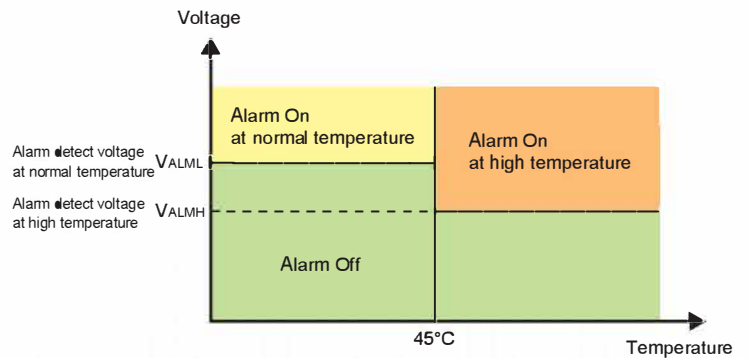 Voltage
Alarm On
at normal temperature
Alarm On
at high temperature
Alarm detect voltage
at normal temperature
VALML
Alarm detect voltage
at high temperature
VALMH
Alarm Off
45°C
Temperature